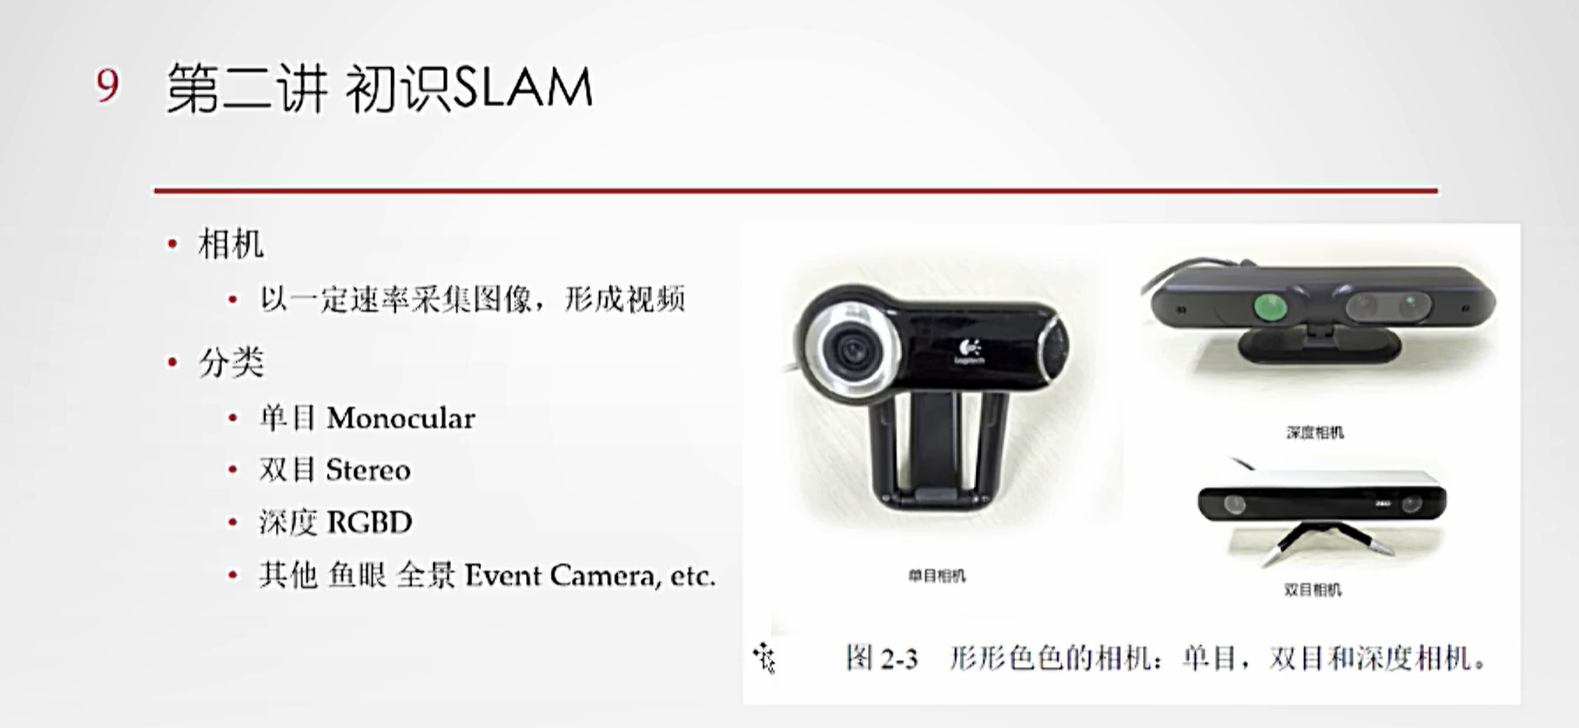 9 第二讲 初识SLAM
• 相机
• 以一定速率采集图像，形成视频
• 分类
• 单目 Monocular
• 双目 Stereo
• 深度 RGBD
• 其他 鱼眼 全景 Event Camera, etc.
Logitech
深度相机
单目相机
双目相机
图 2-3 形形色色的相机：单目，双目和深度相机。